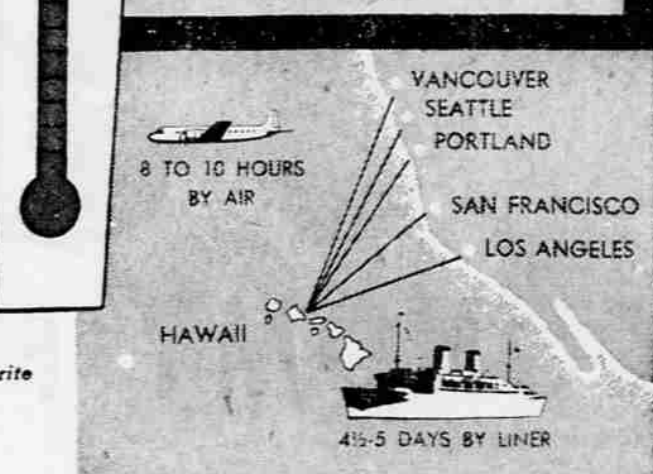 VANCOUVER
SEATTLE
PORTLAND
8 TO 10 HOURS
BY AIR
SAN FRANCISCO
LOS ANGELES
HAWAII
rite
4½-5 DAYS BY LINER